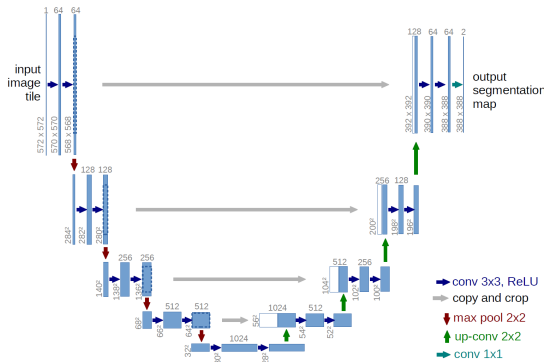 1 64 64
128 64 64 2
input
image
tile
output
segmentation
map
572 x 572
570 x 570
568 x 568
392 x 392
390 x 390
388 x 388
388 x 388
128 128
256 128
284²
282²
280²
200²
198²
196²
256 256
512 256
140²
138²
136²
104²
102²
100²
512 512
1024 512
68²
66²
64²
56²
54²
52²
1024
32²
conv 3x3, ReLU
copy and crop
max pool 2x2
up-conv 2x2
conv 1x1